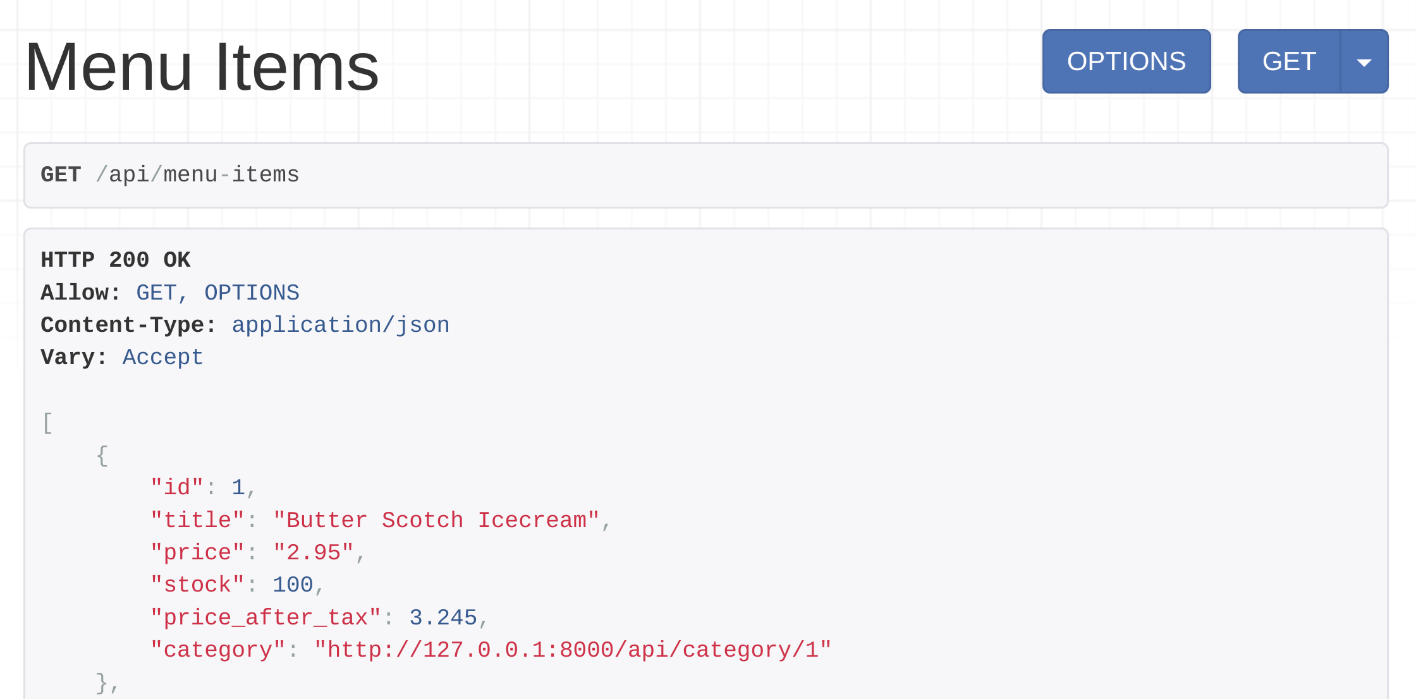 Menu Items
OPTIONS
GET
GET /api/menu-items
HTTP 200 OK
Allow: GET, OPTIONS
Content-Type: application/json
Vary: Accept
[
    {
        "id": 1,
        "title": "Butter Scotch Icecream",
        "price": "2.95",
        "stock": 100,
        "price_after_tax": 3.245,
        "category": "http://127.0.0.1:8000/api/category/1"
    },